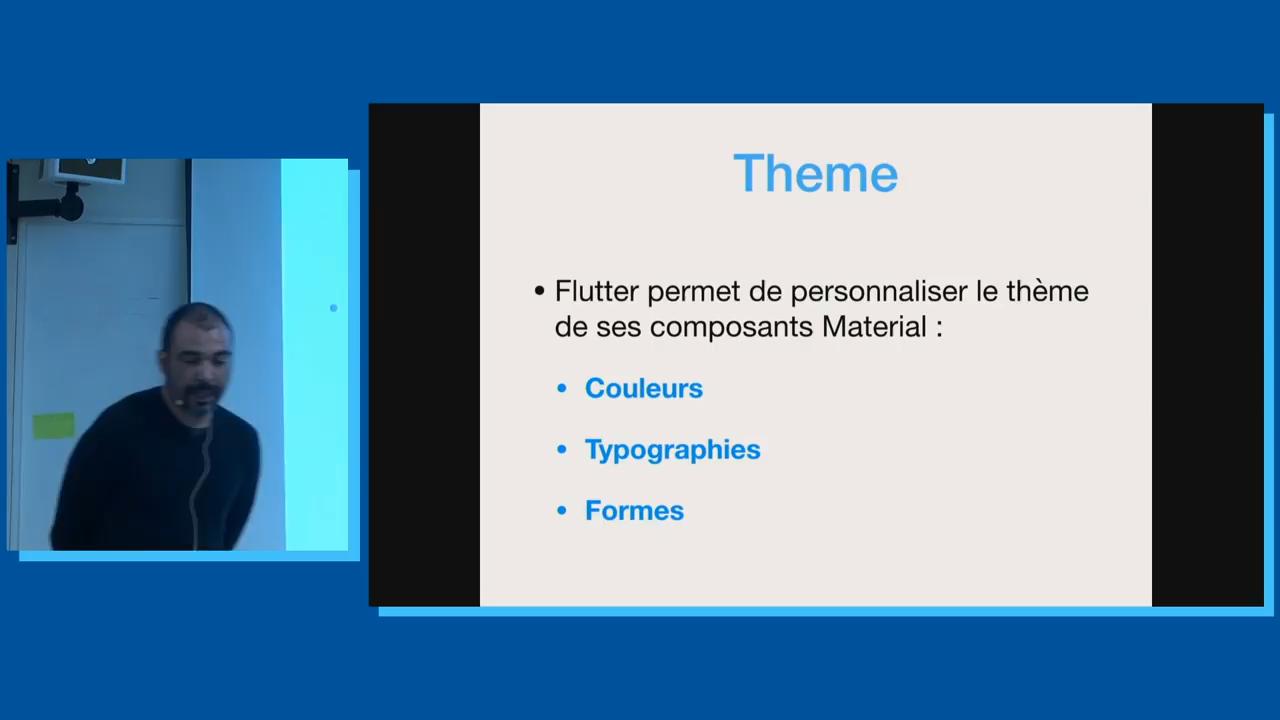 Theme
• Flutter permet de personnaliser le thème
de ses composants Material :
• Couleurs
• Typographies
• Formes